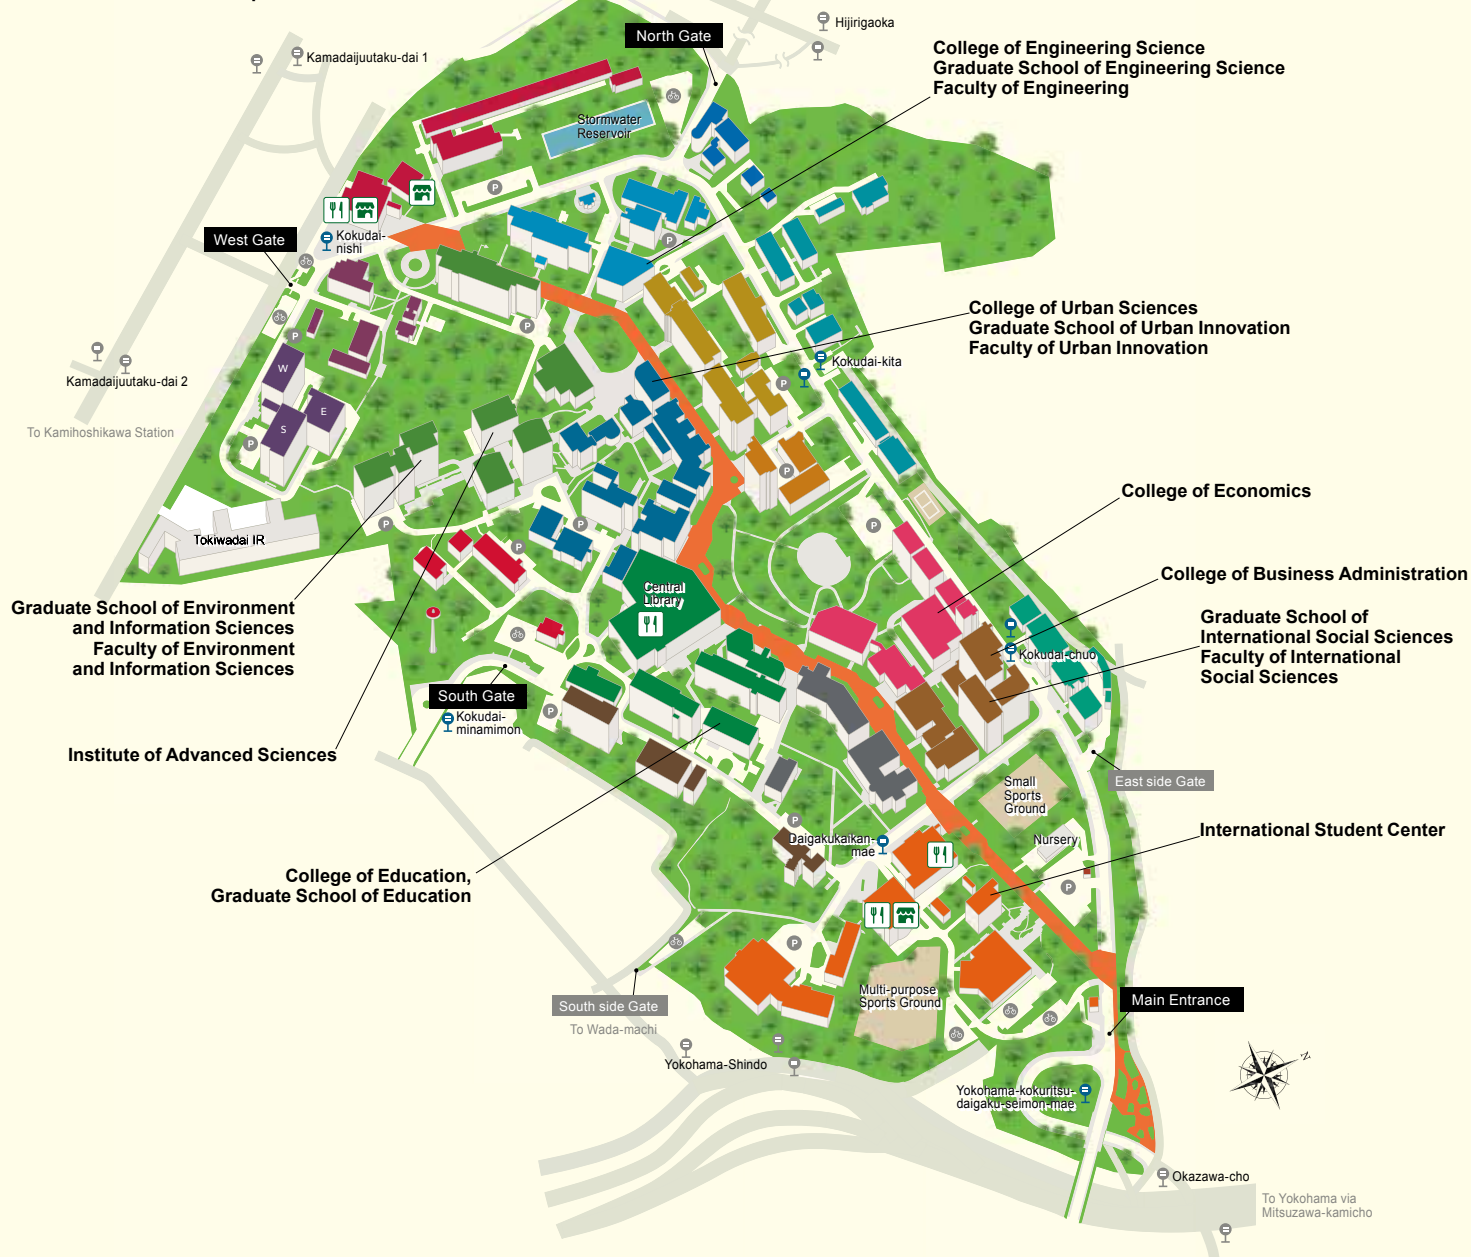 Hijirigaoka
North Gate
Kamadaijuutaku-dai 1
College of Engineering Science
Graduate School of Engineering Science
Faculty of Engineering
Stormwater
Reservoir
P
West Gate
Kokudai-
nishi
P
College of Urban Sciences
Graduate School of Urban Innovation
Faculty of Urban Innovation
P
P
Kokudai-kita
Kamadaijuutaku-dai 2
W
P
E
S
To Kamihoshikawa Station
P
P
College of Economics
P
P
P
Tokiwadai IR
P
College of Business Administration
Central
Library
Graduate School of Environment
and Information Sciences
Faculty of Environment
and Information Sciences
Graduate School of
International Social Sciences
Faculty of International
Social Sciences
Kokudai-chuo
South Gate
P
Kokudai-
minamimon
Institute of Advanced Sciences
East side Gate
Small
Sports
Ground
P
International Student Center
Daigakukaikan-
mae
Nursery
College of Education,
Graduate School of Education
P
P
Multi-purpose
Sports Ground
Main Entrance
South side Gate
To Wada-machi
Yokohama-Shindo
N
Yokohama-kokuritsu-
daigaku-seimon-mae
Okazawa-cho
To Yokohama via
Mitsuzawa-kamicho